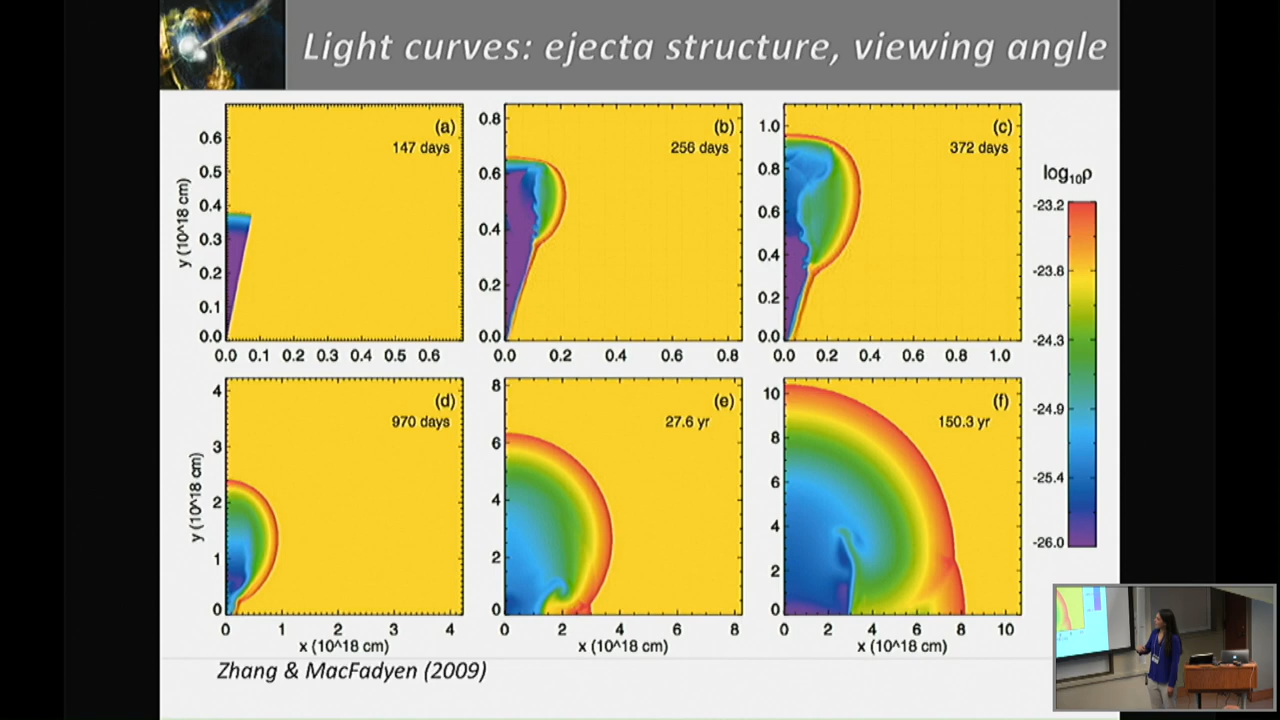 Light curves: ejecta structure, viewing angle
(a)
147 days
y (10^18 cm)
0.6
0.5
0.4
0.3
0.2
0.1
0.0
0.0 0.1 0.2 0.3 0.4 0.5 0.6
(b)
256 days
0.8
0.6
0.4
0.2
0.0
0.0 0.2 0.4 0.6 0.8
(c)
372 days
1.0
0.8
0.6
0.4
0.2
0.0
0.0 0.2 0.4 0.6 0.8 1.0
log10ρ
-23.2
-23.8
-24.3
-24.9
-25.4
-26.0
(d)
970 days
y (10^18 cm)
4
3
2
1
0
0 1 2 3 4
x (10^18 cm)
(e)
27.6 yr
8
6
4
2
0
0 2 4 6 8
x (10^18 cm)
(f)
150.3 yr
10
8
6
4
2
0
0 2 4 6 8 10
x (10^18 cm)
Zhang & MacFadyen (2009)